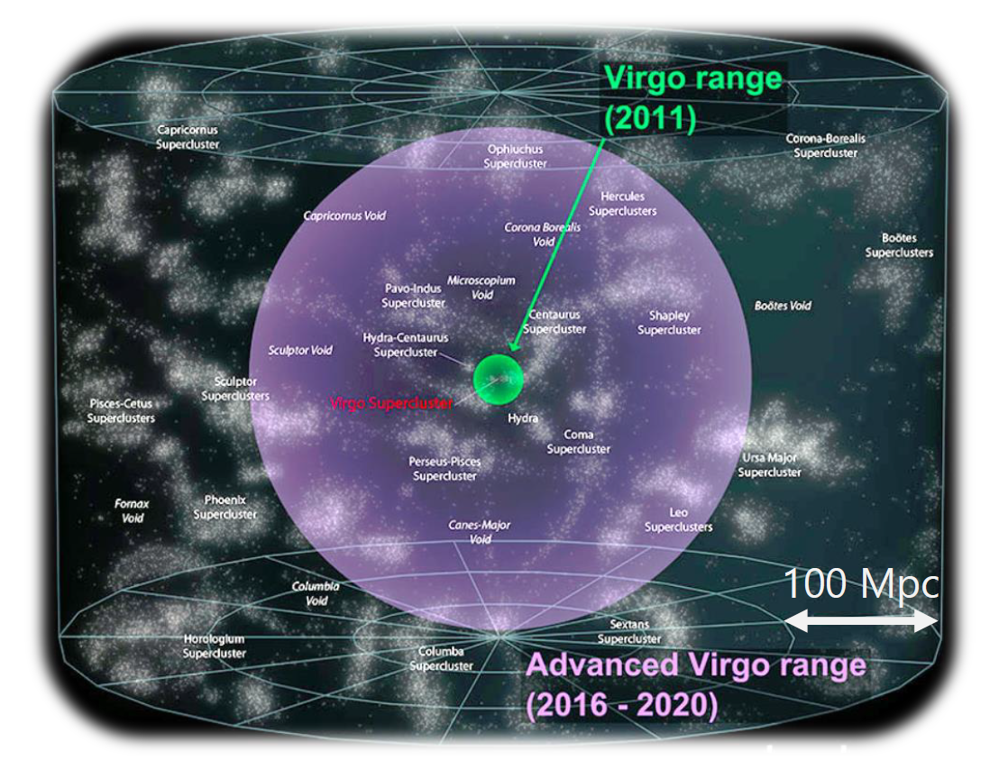 Virgo range
(2011)
Capricornus
Supercluster
Ophiuchus
Supercluster
Corona-Borealis
Supercluster
Hercules
Superclusters
Capricornus Void
Corona Borealis
Void
Boötes
Superclusters
Microscopium
Void
Pavo-Indus
Supercluster
Centaurus
Supercluster
Shapley
Supercluster
Boötes Void
Hydra-Centaurus
Supercluster
Sculptor Void
Sculptor
Superclusters
Virgo Supercluster
Pisces-Cetus
Superclusters
Hydra
Coma
Supercluster
Perseus-Pisces
Supercluster
Ursa Major
Supercluster
Fornax
Void
Phoenix
Supercluster
Canes-Major
Void
Leo
Superclusters
Columbia
Void
100 Mpc
Sextans
Supercluster
Horologium
Supercluster
Columba
Supercluster
Advanced Virgo range
(2016 - 2020)